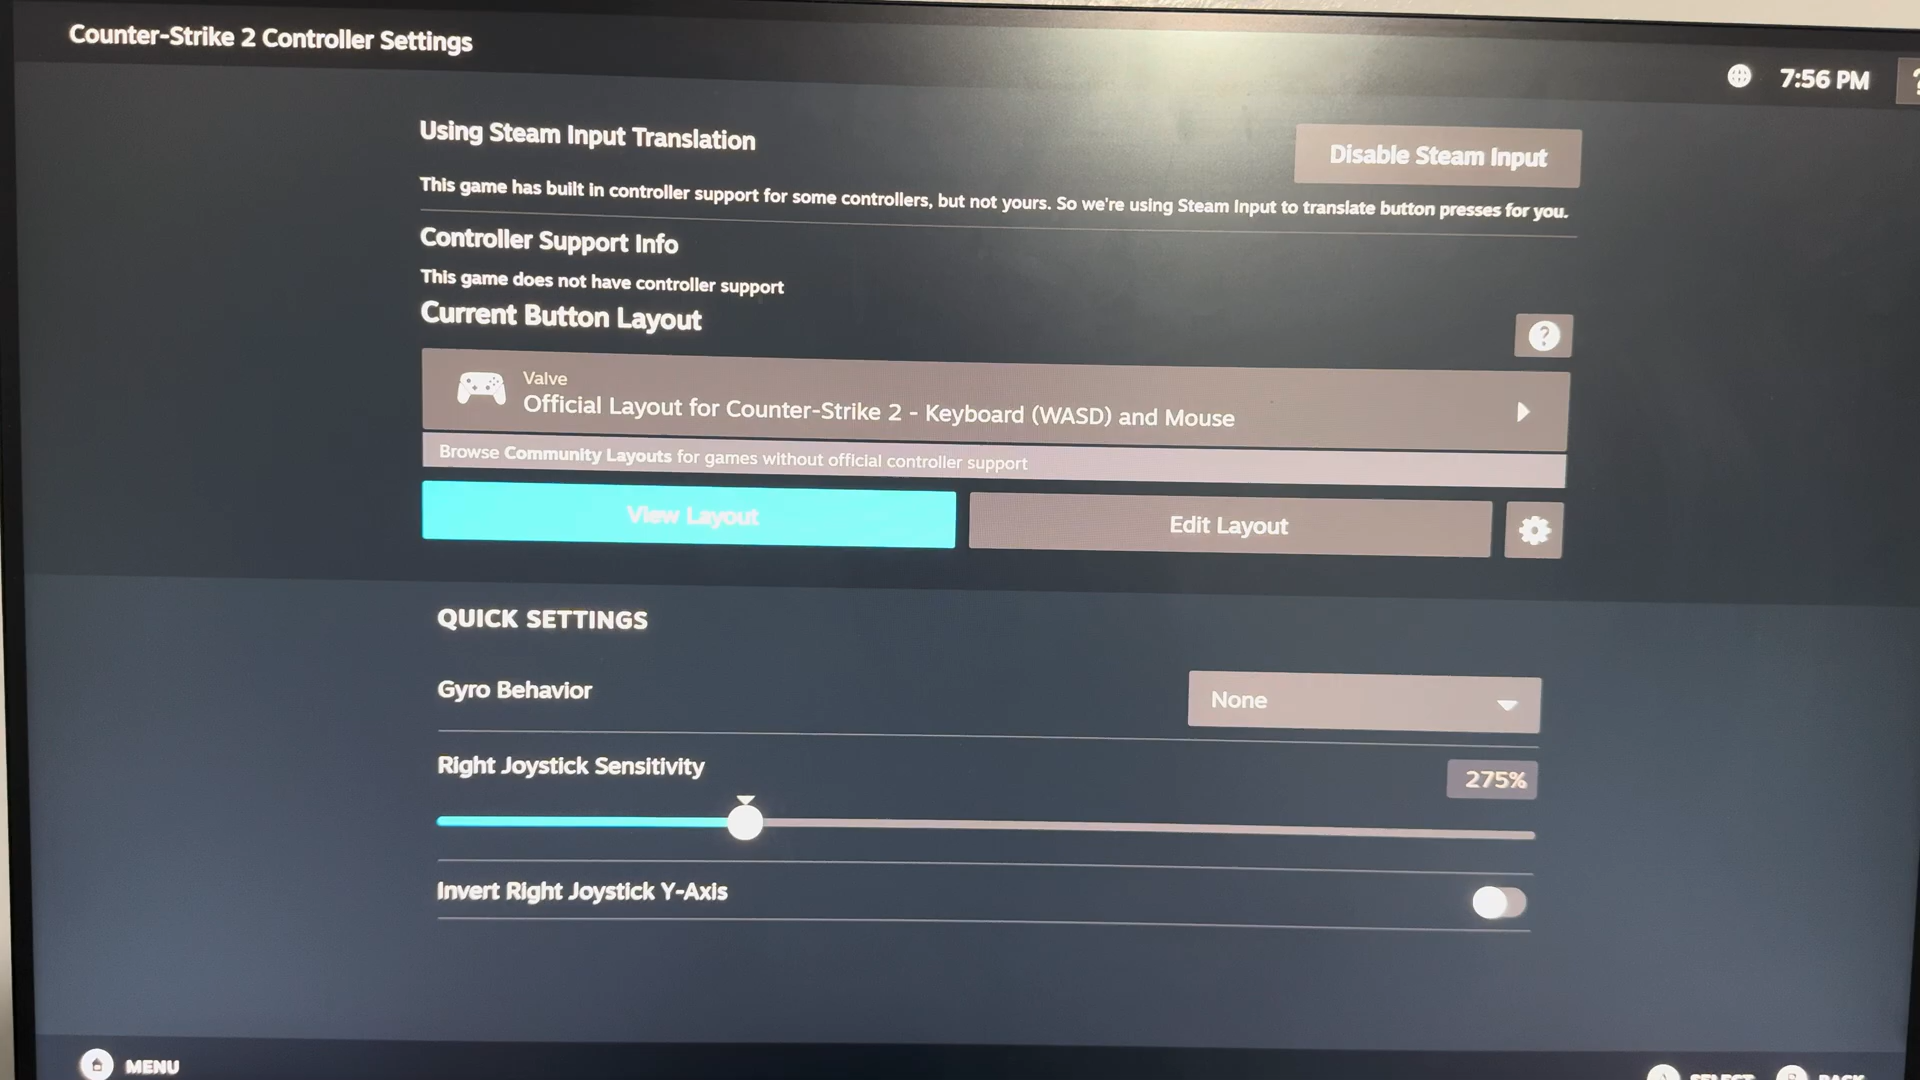 Counter-Strike 2 Controller Settings
7:56 PM
?
Using Steam Input Translation
Disable Steam Input
This game has built in controller support for some controllers, but not yours. So we're using Steam Input to translate button presses for you.
Controller Support Info
This game does not have controller support
Current Button Layout
?
Valve
Official Layout for Counter-Strike 2 - Keyboard (WASD) and Mouse
Browse Community Layouts for games without official controller support
View Layout
Edit Layout
QUICK SETTINGS
Gyro Behavior
None
Right Joystick Sensitivity
275%
Invert Right Joystick Y-Axis
MENU
SELECT
BACK